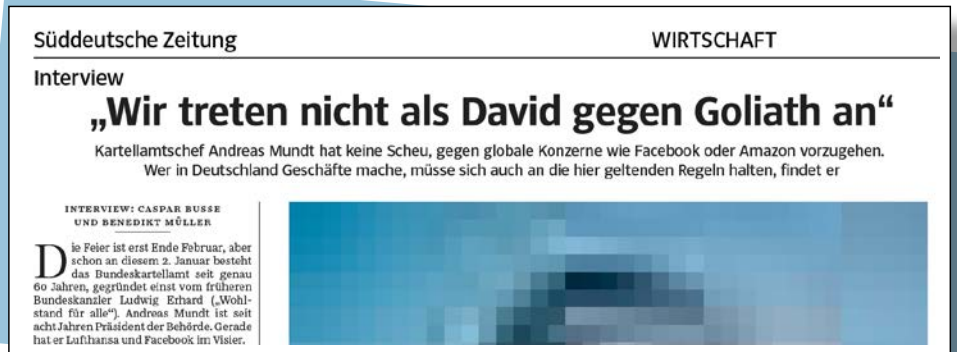 Süddeutsche Zeitung
WIRTSCHAFT
Interview
„Wir treten nicht als David gegen Goliath an“
Kartellamtschef Andreas Mundt hat keine Scheu, gegen globale Konzerne wie Facebook oder Amazon vorzugehen.
Wer in Deutschland Geschäfte mache, müsse sich auch an die hier geltenden Regeln halten, findet er
INTERVIEW: CASPAR BUSSE
UND BENEDIKT MÜLLER
Die Feier ist erst Ende Februar, aber
schon an diesem 2. Januar besteht
das Bundeskartellamt seit genau
60 Jahren, gegründet einst vom früheren
Bundeskanzler Ludwig Erhard („Wohl-
stand für alle“). Andreas Mundt ist seit
acht Jahren Präsident der Behörde. Gerade
hat er Lufthansa und Facebook im Visier.